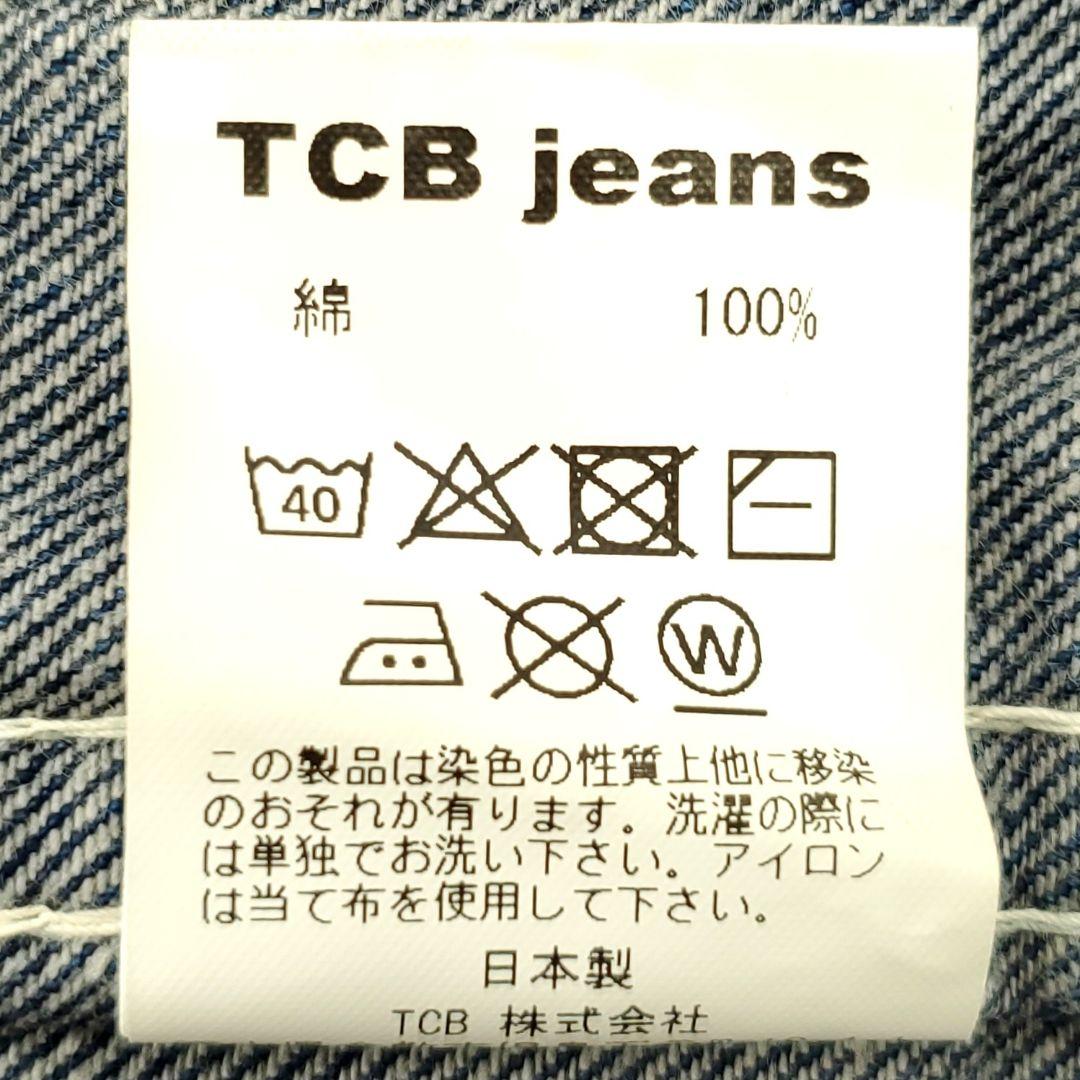 TCB jeans
綿 100%
40
W
この製品は染色の性質上他に移染
のおそれが有ります。洗濯の際に
は単独でお洗い下さい。アイロン
は当て布を使用して下さい。
日本製
TCB 株式会社